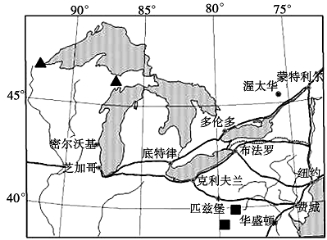 90° 85° 80° 75°
蒙特利尔
渥太华
45°
多伦多
密尔沃基
底特律
布法罗
芝加哥
纽约
克利夫兰
40°
匹兹堡
费城
华盛顿